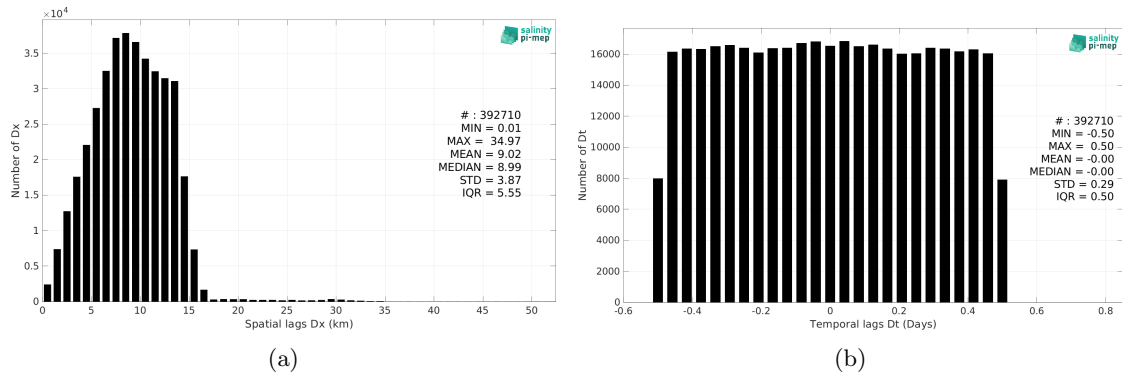 ×10⁴
3.5
3
2.5
2
1.5
1
0.5
0
0 5 10 15 20 25 30 35 40 45 50
Number of Dx
Spatial lags Dx (km)
salinity
pi-mep
# : 392710
MIN = 0.01
MAX = 34.97
MEAN = 9.02
MEDIAN = 8.99
STD = 3.87
IQR = 5.55
(a)
16000
14000
12000
10000
8000
6000
4000
2000
0
-0.6 -0.4 -0.2 0 0.2 0.4 0.6 0.8
Number of Dt
Temporal lags Dt (Days)
salinity
pi-mep
# : 392710
MIN = -0.50
MAX = 0.50
MEAN = -0.00
MEDIAN = -0.00
STD = 0.29
IQR = 0.50
(b)